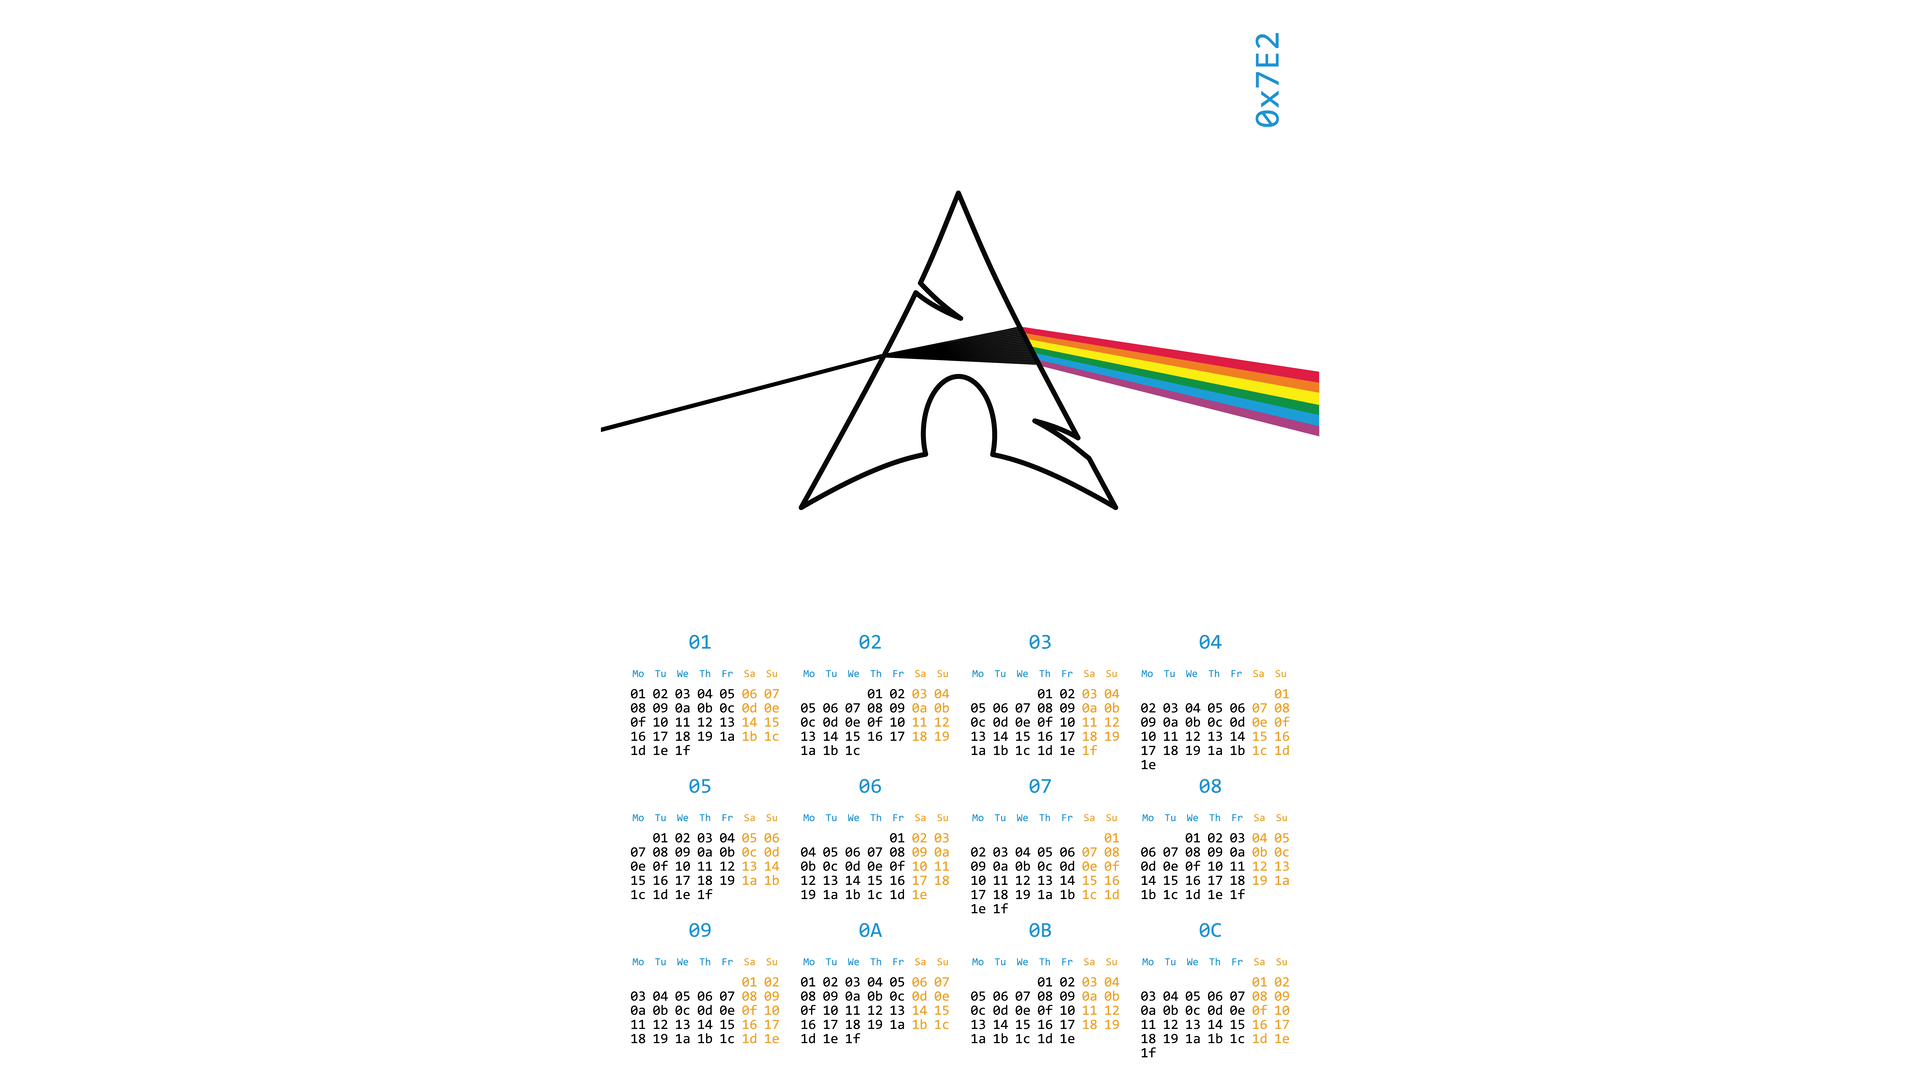 0x7E2
01 02 03 04
Mo Tu We Th Fr Sa Su Mo Tu We Th Fr Sa Su Mo Tu We Th Fr Sa Su Mo Tu We Th Fr Sa Su
01 02 03 04 05 06 07 01 02 03 04 01 02 03 04 01
08 09 0a 0b 0c 0d 0e 05 06 07 08 09 0a 0b 05 06 07 08 09 0a 0b 02 03 04 05 06 07 08
0f 10 11 12 13 14 15 0c 0d 0e 0f 10 11 12 0c 0d 0e 0f 10 11 12 09 0a 0b 0c 0d 0e 0f
16 17 18 19 1a 1b 1c 13 14 15 16 17 18 19 13 14 15 16 17 18 19 10 11 12 13 14 15 16
1d 1e 1f 1a 1b 1c 1a 1b 1c 1d 1e 1f 17 18 19 1a 1b 1c 1d
1e
05 06 07 08
Mo Tu We Th Fr Sa Su Mo Tu We Th Fr Sa Su Mo Tu We Th Fr Sa Su Mo Tu We Th Fr Sa Su
01 02 03 04 05 06 01 02 03 01 01 02 03 04 05
07 08 09 0a 0b 0c 0d 04 05 06 07 08 09 0a 02 03 04 05 06 07 08 06 07 08 09 0a 0b 0c
0e 0f 10 11 12 13 14 0b 0c 0d 0e 0f 10 11 09 0a 0b 0c 0d 0e 0f 0d 0e 0f 10 11 12 13
15 16 17 18 19 1a 1b 12 13 14 15 16 17 18 10 11 12 13 14 15 16 14 15 16 17 18 19 1a
1c 1d 1e 1f 19 1a 1b 1c 1d 1e 17 18 19 1a 1b 1c 1d 1b 1c 1d 1e 1f
1e 1f
09 0A 0B 0C
Mo Tu We Th Fr Sa Su Mo Tu We Th Fr Sa Su Mo Tu We Th Fr Sa Su Mo Tu We Th Fr Sa Su
01 02 01 02 03 04 05 06 07 01 02 03 04 01 02
03 04 05 06 07 08 09 08 09 0a 0b 0c 0d 0e 05 06 07 08 09 0a 0b 03 04 05 06 07 08 09
0a 0b 0c 0d 0e 0f 10 0f 10 11 12 13 14 15 0c 0d 0e 0f 10 11 12 0a 0b 0c 0d 0e 0f 10
11 12 13 14 15 16 17 16 17 18 19 1a 1b 1c 13 14 15 16 17 18 19 11 12 13 14 15 16 17
18 19 1a 1b 1c 1d 1e 1d 1e 1f 1a 1b 1c 1d 1e 18 19 1a 1b 1c 1d 1e
1f